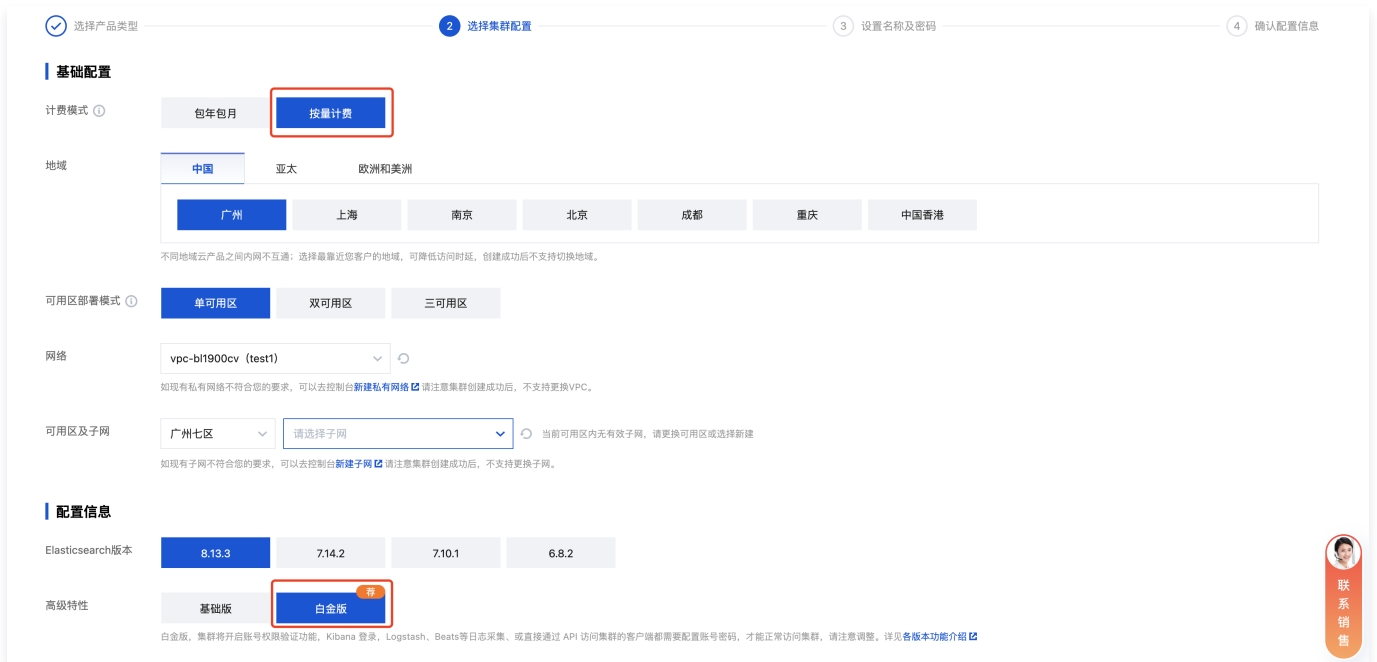 选择产品类型
2 选择集群配置
3 设置名称及密码
4 确认配置信息
基础配置
计费模式 包年包月 按量计费
地域 中国 亚太 欧洲和美洲
广州 上海 南京 北京 成都 重庆 中国香港
不同地域云产品之间内网不互通；选择最靠近您客户的地域，可降低访问时延，创建成功后不支持切换地域。
可用区部署模式 单可用区 双可用区 三可用区
网络 vpc-bl1900cv（test1）
如现有私有网络不符合您的要求，可以去控制台新建私有网络 请注意集群创建成功后，不支持更换VPC。
可用区及子网 广州七区 请选择子网 当前可用区内无有效子网，请更换可用区或选择新建
如现有子网不符合您的要求，可以去控制台新建子网 请注意集群创建成功后，不支持更换子网。
配置信息
Elasticsearch版本 8.13.3 7.14.2 7.10.1 6.8.2
荐
高级特性 基础版 白金版
白金版，集群将开启账号权限验证功能，Kibana 登录，Logstash、Beats等日志采集、或直接通过 API 访问集群的客户端都需要配置账号密码，才能正常访问集群，请注意调整。详见各版本功能介绍
联
系
销
售